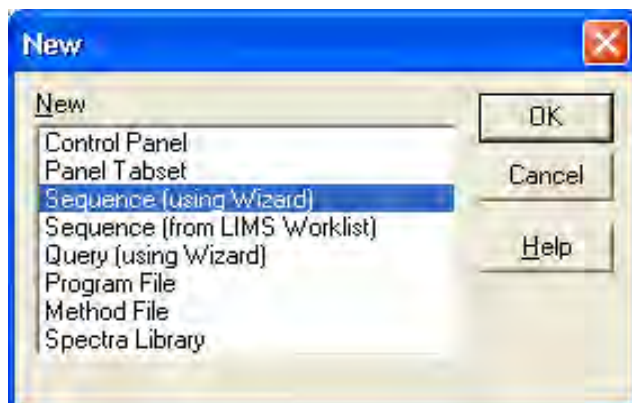 New
New
OK
Control Panel
Panel Tabset
Cancel
Sequence (using Wizard)
Sequence (from LIMS Worklist)
Help
Query (using Wizard)
Program File
Method File
Spectra Library